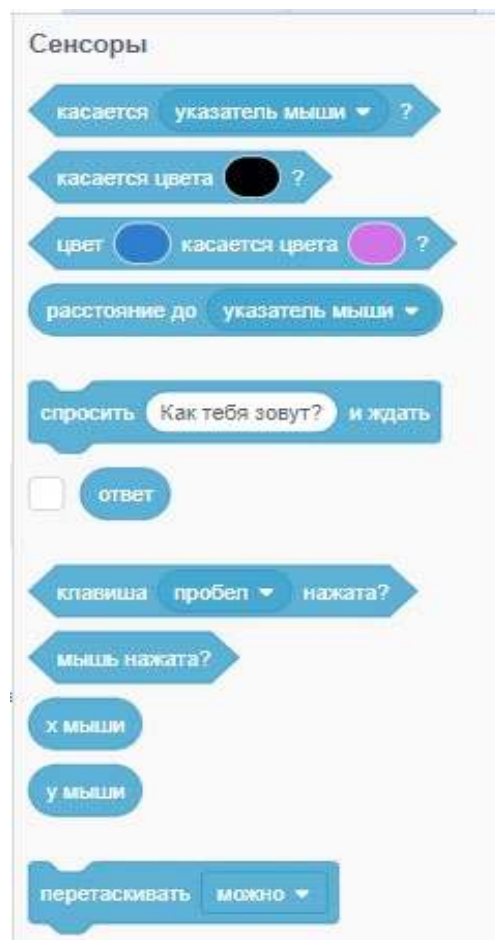 Сенсоры
касается указатель мыши ?
касается цвета ?
цвет касается цвета ?
расстояние до указатель мыши
спросить Как тебя зовут? и ждать
ответ
клавиша пробел нажата?
мышь нажата?
x мыши
y мыши
перетаскивать можно